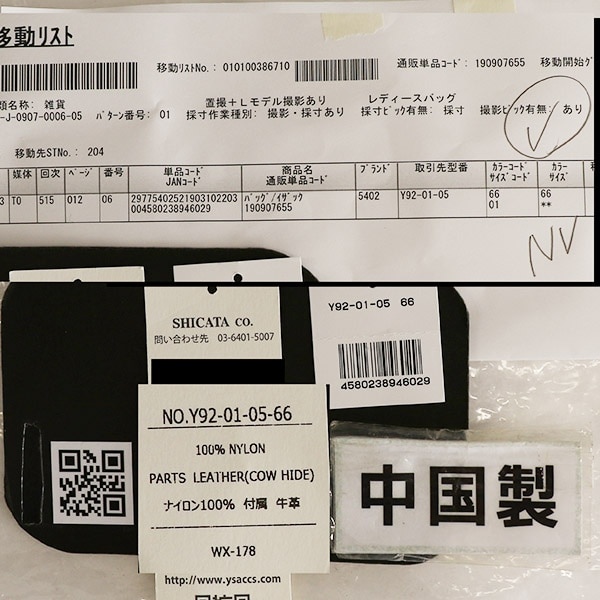 移動リスト
移動リストNo.: 010100386710
通販単品コード: 190907655
移動開始
類名称: 雑貨
置撮+Lモデル撮影あり
レディースバッグ
-J-0907-0006-05
パターン番号: 01
採寸作業種別: 撮影・採寸あり
採寸ピック有無: 採寸
撮影ピック有無: あり
移動先STNo.: 204
媒体 回次 ページ 番号 単品コード JANコード 商品名 通販単品コード ブランド 取引先型番 カラーコード サイズコード カラー サイズ
3 T0 515 012 06 29775402521903102203 バッグ/イザック 5402 Y92-01-05 66 66
0004580238946029 190907655 01 **
NV
SHICATA CO.
問い合わせ先 03-6401-5007
Y92-01-05 66
4580238946029
NO.Y92-01-05-66
100% NYLON
PARTS LEATHER(COW HIDE)
ナイロン100% 付属 牛革
WX-178
http://www.ysaccs.com
中国製